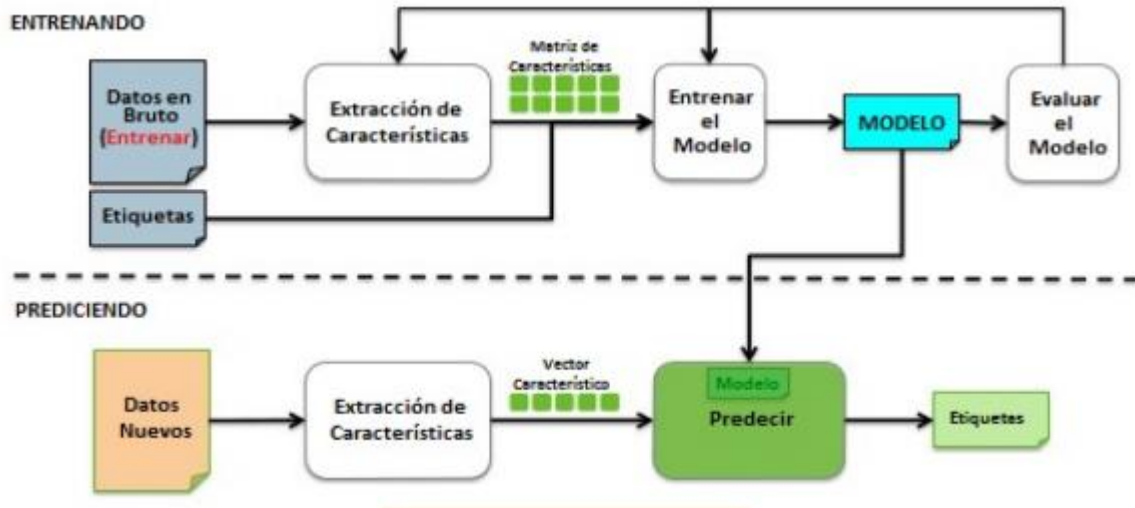 ENTRENANDO
Datos en
Bruto
(Entrenar)
Etiquetas
Extracción de
Características
Matriz de
Características
Entrenar
el
Modelo
MODELO
Evaluar
el
Modelo
PREDICIENDO
Datos
Nuevos
Extracción de
Características
Vector
Característico
Modelo
Predecir
Etiquetas